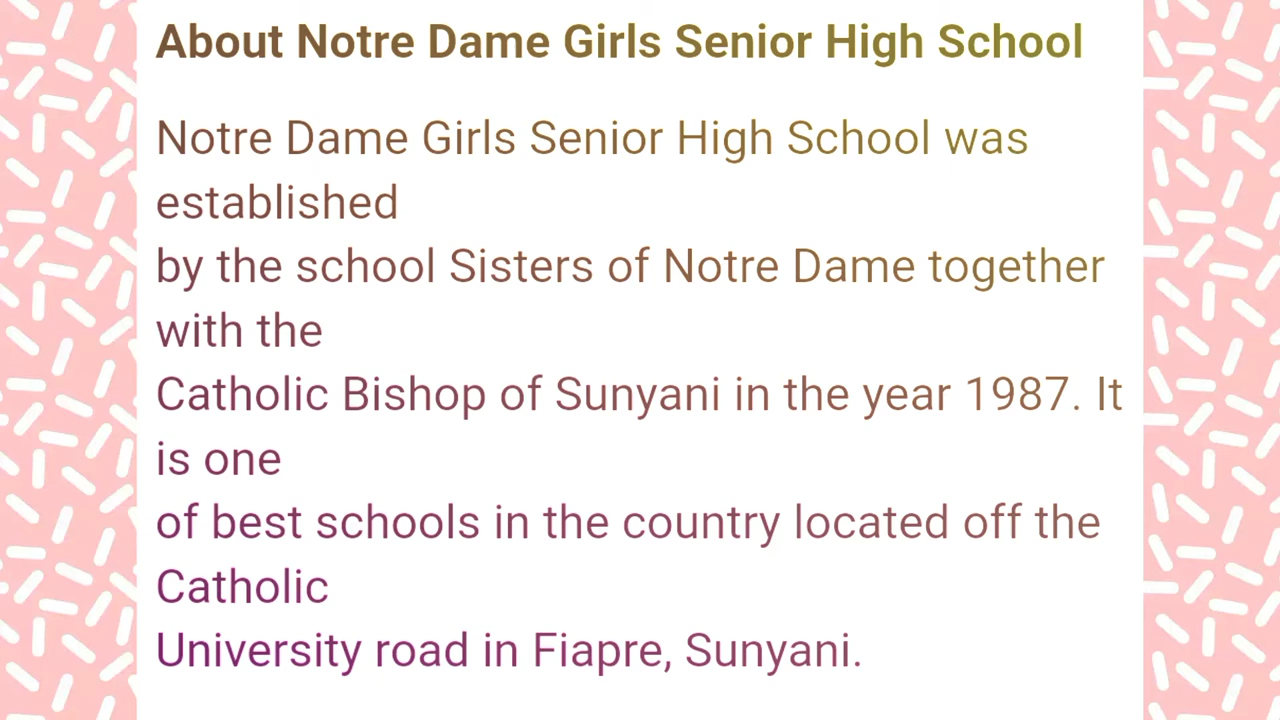 About Notre Dame Girls Senior High School
Notre Dame Girls Senior High School was
established
by the school Sisters of Notre Dame together
with the
Catholic Bishop of Sunyani in the year 1987. It
is one
of best schools in the country located off the
Catholic
University road in Fiapre, Sunyani.